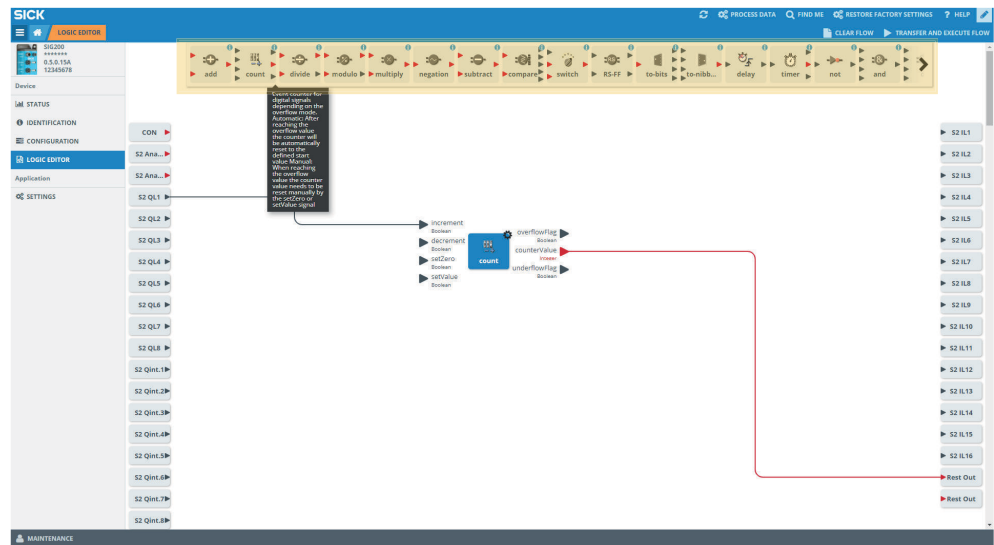 SICK
PROCESS DATA
FIND ME
RESTORE FACTORY SETTINGS
? HELP
LOGIC EDITOR
CLEAR FLOW
TRANSFER AND EXECUTE FLOW
SIG200
*******
0.5.0.15A
12345678
Device
STATUS
IDENTIFICATION
CONFIGURATION
LOGIC EDITOR
Application
SETTINGS
add
count
divide
modulo
multiply
negation
subtract
compare
switch
RS-FF
to-bits
to-nibb...
delay
timer
not
and
Event counter for
digital signals
depending on the
overflow mode.
Automatic: After
reaching the
overflow value
the counter will
be automatically
reset to the
defined start
value Manual:
When reaching
the overflow
value the counter
value needs to be
reset manually by
the setZero or
setValue signal
CON
S2 Ana...
S2 Ana...
S2 QL1
S2 QL2
S2 QL3
S2 QL4
S2 QL5
S2 QL6
S2 QL7
S2 QL8
S2 Qint.1
S2 Qint.2
S2 Qint.3
S2 Qint.4
S2 Qint.5
S2 Qint.6
S2 Qint.7
S2 Qint.8
increment
Boolean
decrement
Boolean
setZero
Boolean
setValue
Boolean
count
overflowFlag
Boolean
counterValue
Integer
underflowFlag
Boolean
S2 IL1
S2 IL2
S2 IL3
S2 IL4
S2 IL5
S2 IL6
S2 IL7
S2 IL8
S2 IL9
S2 IL10
S2 IL11
S2 IL12
S2 IL13
S2 IL14
S2 IL15
S2 IL16
Rest Out
Rest Out
MAINTENANCE